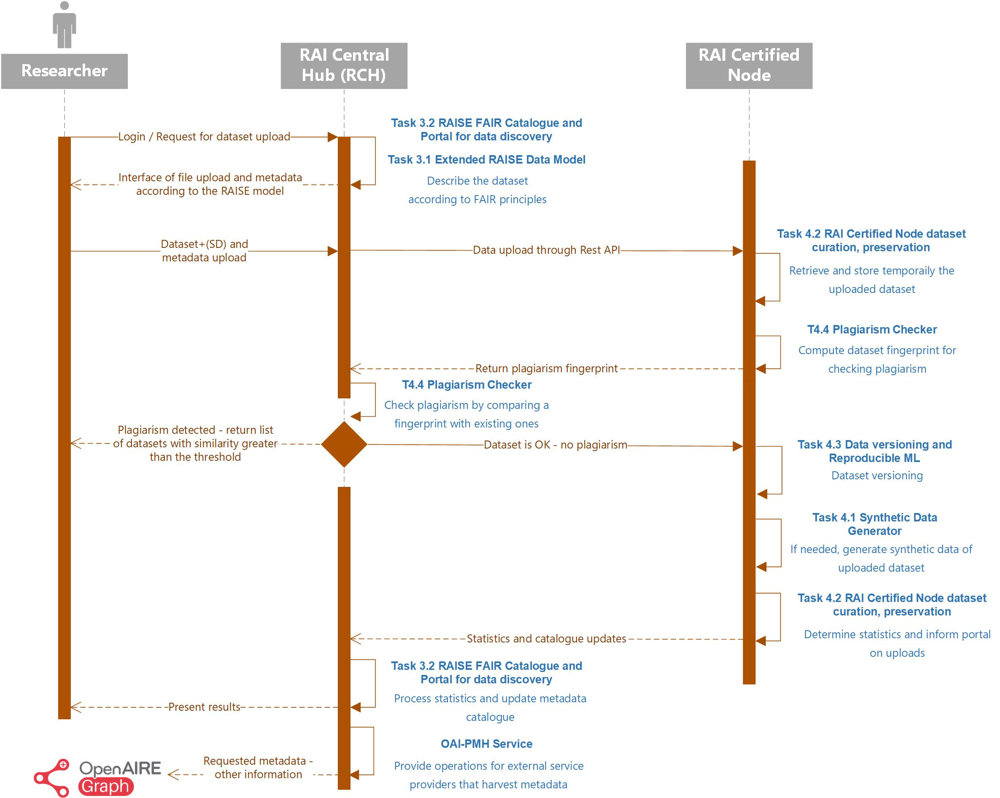 Researcher
RAI Central
Hub (RCH)
RAI Certified
Node
Task 3.2 RAISE FAIR Catalogue and
Portal for data discovery
Login / Request for dataset upload
Task 3.1 Extended RAISE Data Model
Describe the dataset
according to FAIR principles
Interface of file upload and metadata
according to the RAISE model
Dataset+(SD) and
metadata upload
Data upload through Rest API
Task 4.2 RAI Certified Node dataset
curation, preservation
Retrieve and store temporaily the
uploaded dataset
T4.4 Plagiarism Checker
Compute dataset fingerprint for
checking plagiarism
Return plagiarism fingerprint
T4.4 Plagiarism Checker
Check plagiarism by comparing a
fingerprint with existing ones
Plagiarism detected - return list
of datasets with similarity greater
than the threshold
Dataset is OK - no plagiarism
Task 4.3 Data versioning and
Reproducible ML
Dataset versioning
Task 4.1 Synthetic Data
Generator
If needed, generate synthetic data of
uploaded dataset
Task 4.2 RAI Certified Node dataset
curation, preservation
Determine statistics and inform portal
on uploads
Statistics and catalogue updates
Task 3.2 RAISE FAIR Catalogue and
Portal for data discovery
Process statistics and update metadata
catalogue
Present results
OAI-PMH Service
Provide operations for external service
providers that harvest metadata
Requested metadata -
other information
OpenAIRE
Graph